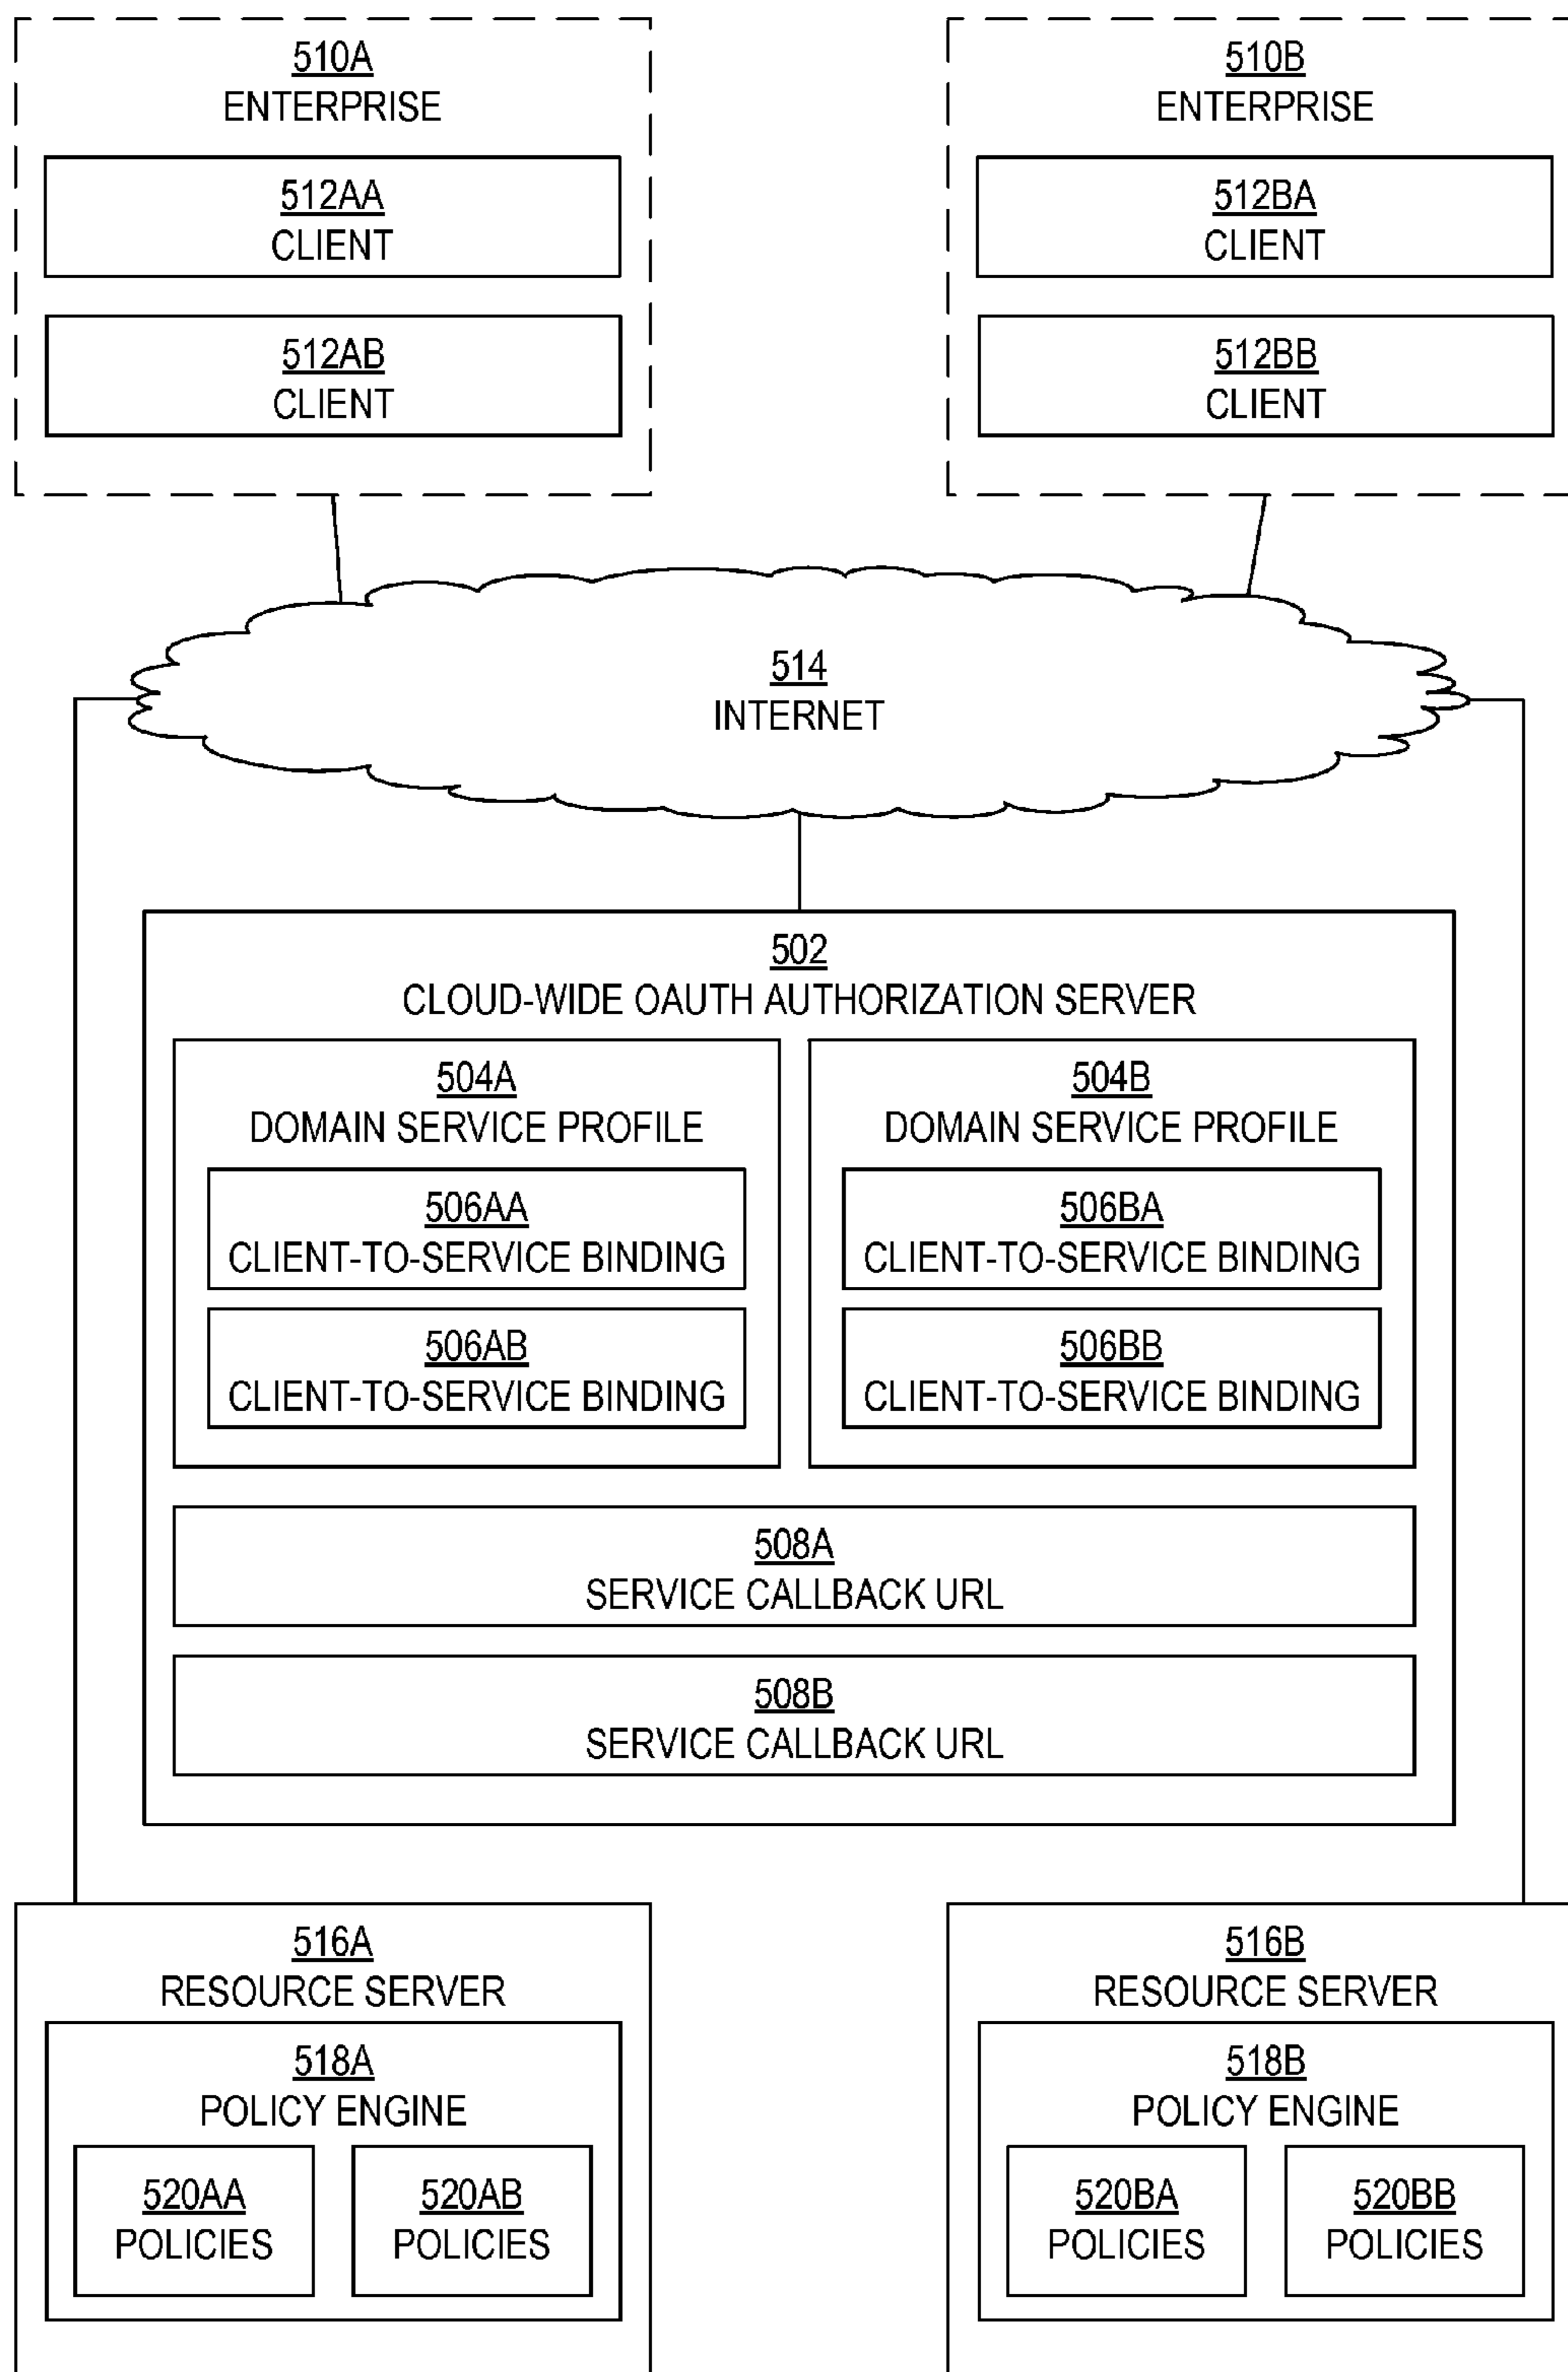 510A
ENTERPRISE
512AA
CLIENT
512AB
CLIENT
510B
ENTERPRISE
512BA
CLIENT
512BB
CLIENT
514
INTERNET
502
CLOUD-WIDE OAUTH AUTHORIZATION SERVER
504A
DOMAIN SERVICE PROFILE
506AA
CLIENT-TO-SERVICE BINDING
506AB
CLIENT-TO-SERVICE BINDING
504B
DOMAIN SERVICE PROFILE
506BA
CLIENT-TO-SERVICE BINDING
506BB
CLIENT-TO-SERVICE BINDING
508A
SERVICE CALLBACK URL
508B
SERVICE CALLBACK URL
516A
RESOURCE SERVER
518A
POLICY ENGINE
520AA
POLICIES
520AB
POLICIES
516B
RESOURCE SERVER
518B
POLICY ENGINE
520BA
POLICIES
520BB
POLICIES